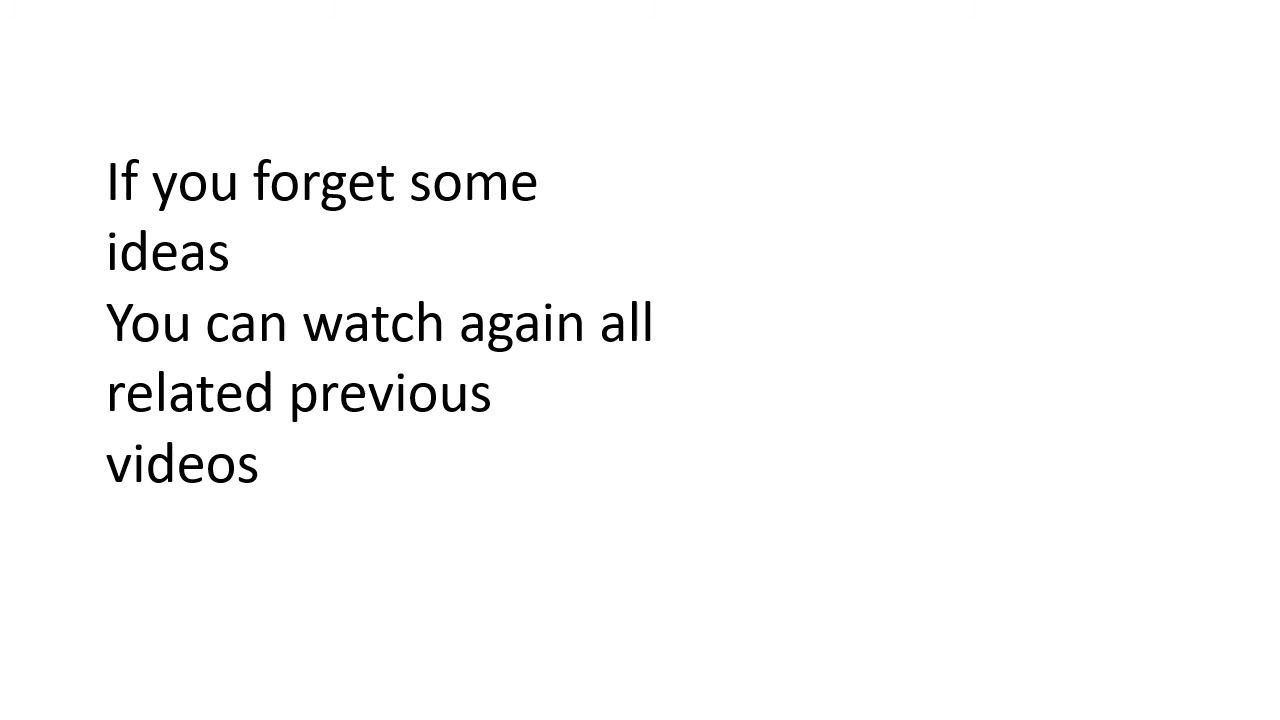 If you forget some
ideas
You can watch again all
related previous
videos